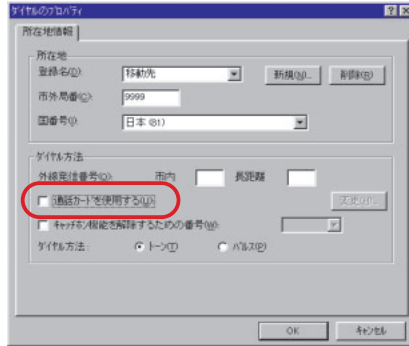 ダイヤルのプロパティ
所在地情報
所在地
登録名(D): 移動先 新規(N)... 削除(R)
市外局番(C): 9999
国番号(I): 日本 (81)
ダイヤル方法
外線発信番号(O): 市内 長距離
通話カードを使用する(U): 変更(H)...
キャッチホン機能を解除するための番号(W):
ダイヤル方法: トーン(T) パルス(P)
OK キャンセル